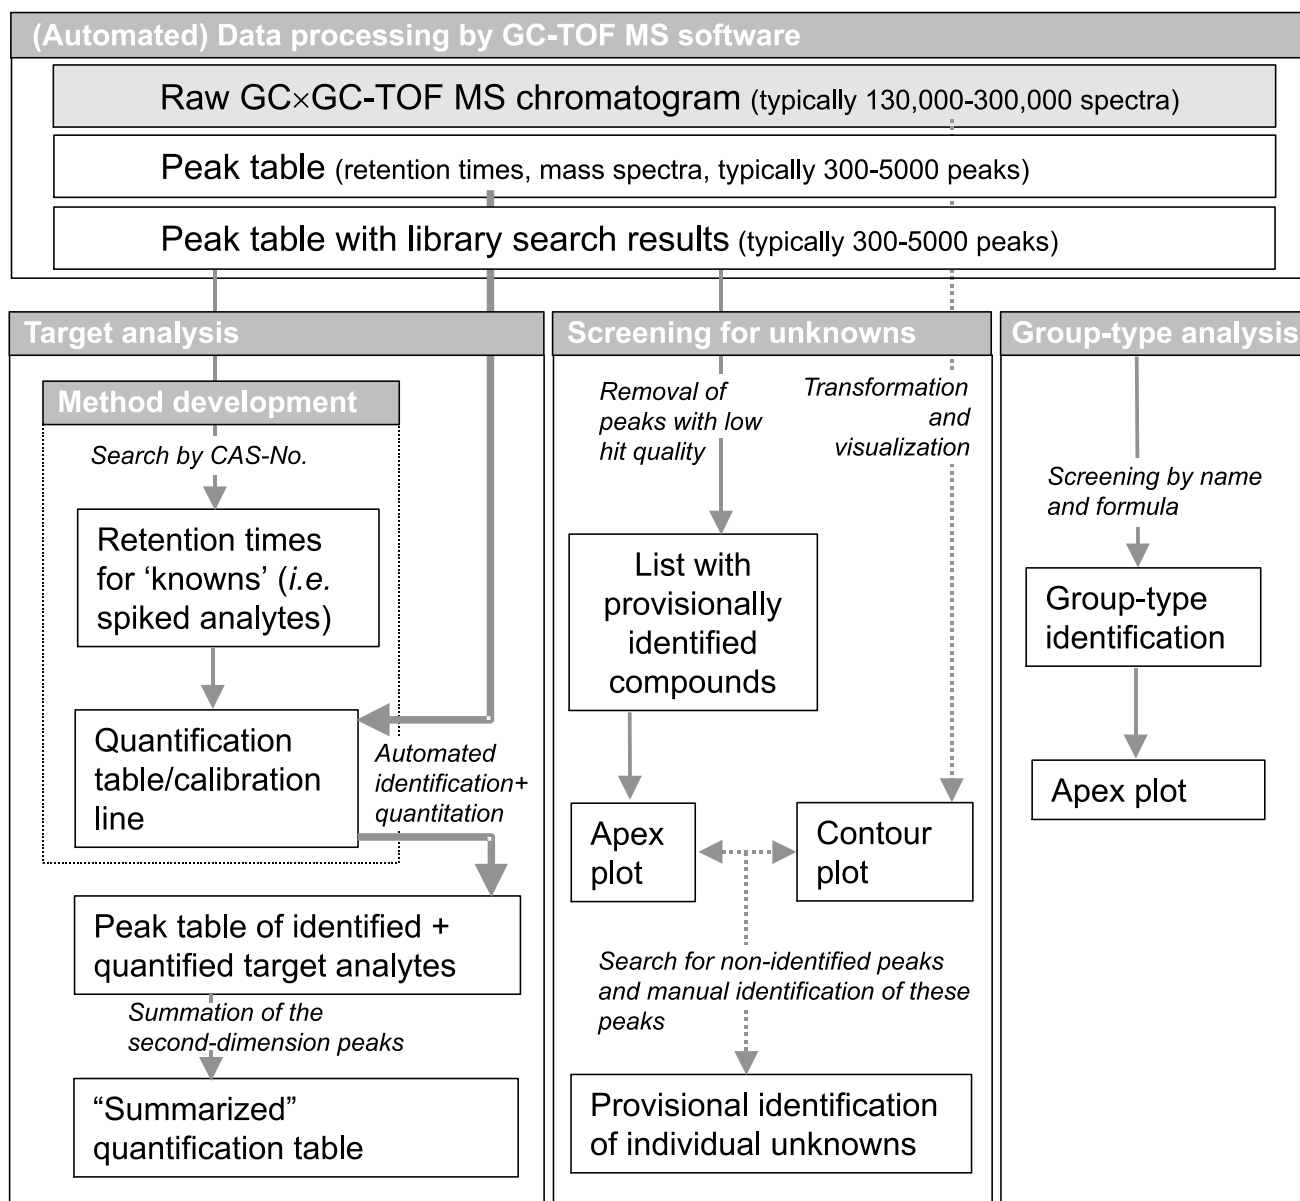 (Automated) Data processing by GC-TOF MS software
Raw GC×GC-TOF MS chromatogram (typically 130,000-300,000 spectra)
Peak table (retention times, mass spectra, typically 300-5000 peaks)
Peak table with library search results (typically 300-5000 peaks)
Target analysis
Method development
Search by CAS-No.
Retention times
for ‘knowns’ (i.e.
spiked analytes)
Quantification
table/calibration
line
Automated
identification+
quantitation
Peak table of identified +
quantified target analytes
Summation of the
second-dimension peaks
“Summarized”
quantification table
Screening for unknowns
Removal of
peaks with low
hit quality
Transformation
and
visualization
List with
provisionally
identified
compounds
Apex
plot
Contour
plot
Search for non-identified peaks
and manual identification of these
peaks
Provisional identification
of individual unknowns
Group-type analysis
Screening by name
and formula
Group-type
identification
Apex plot